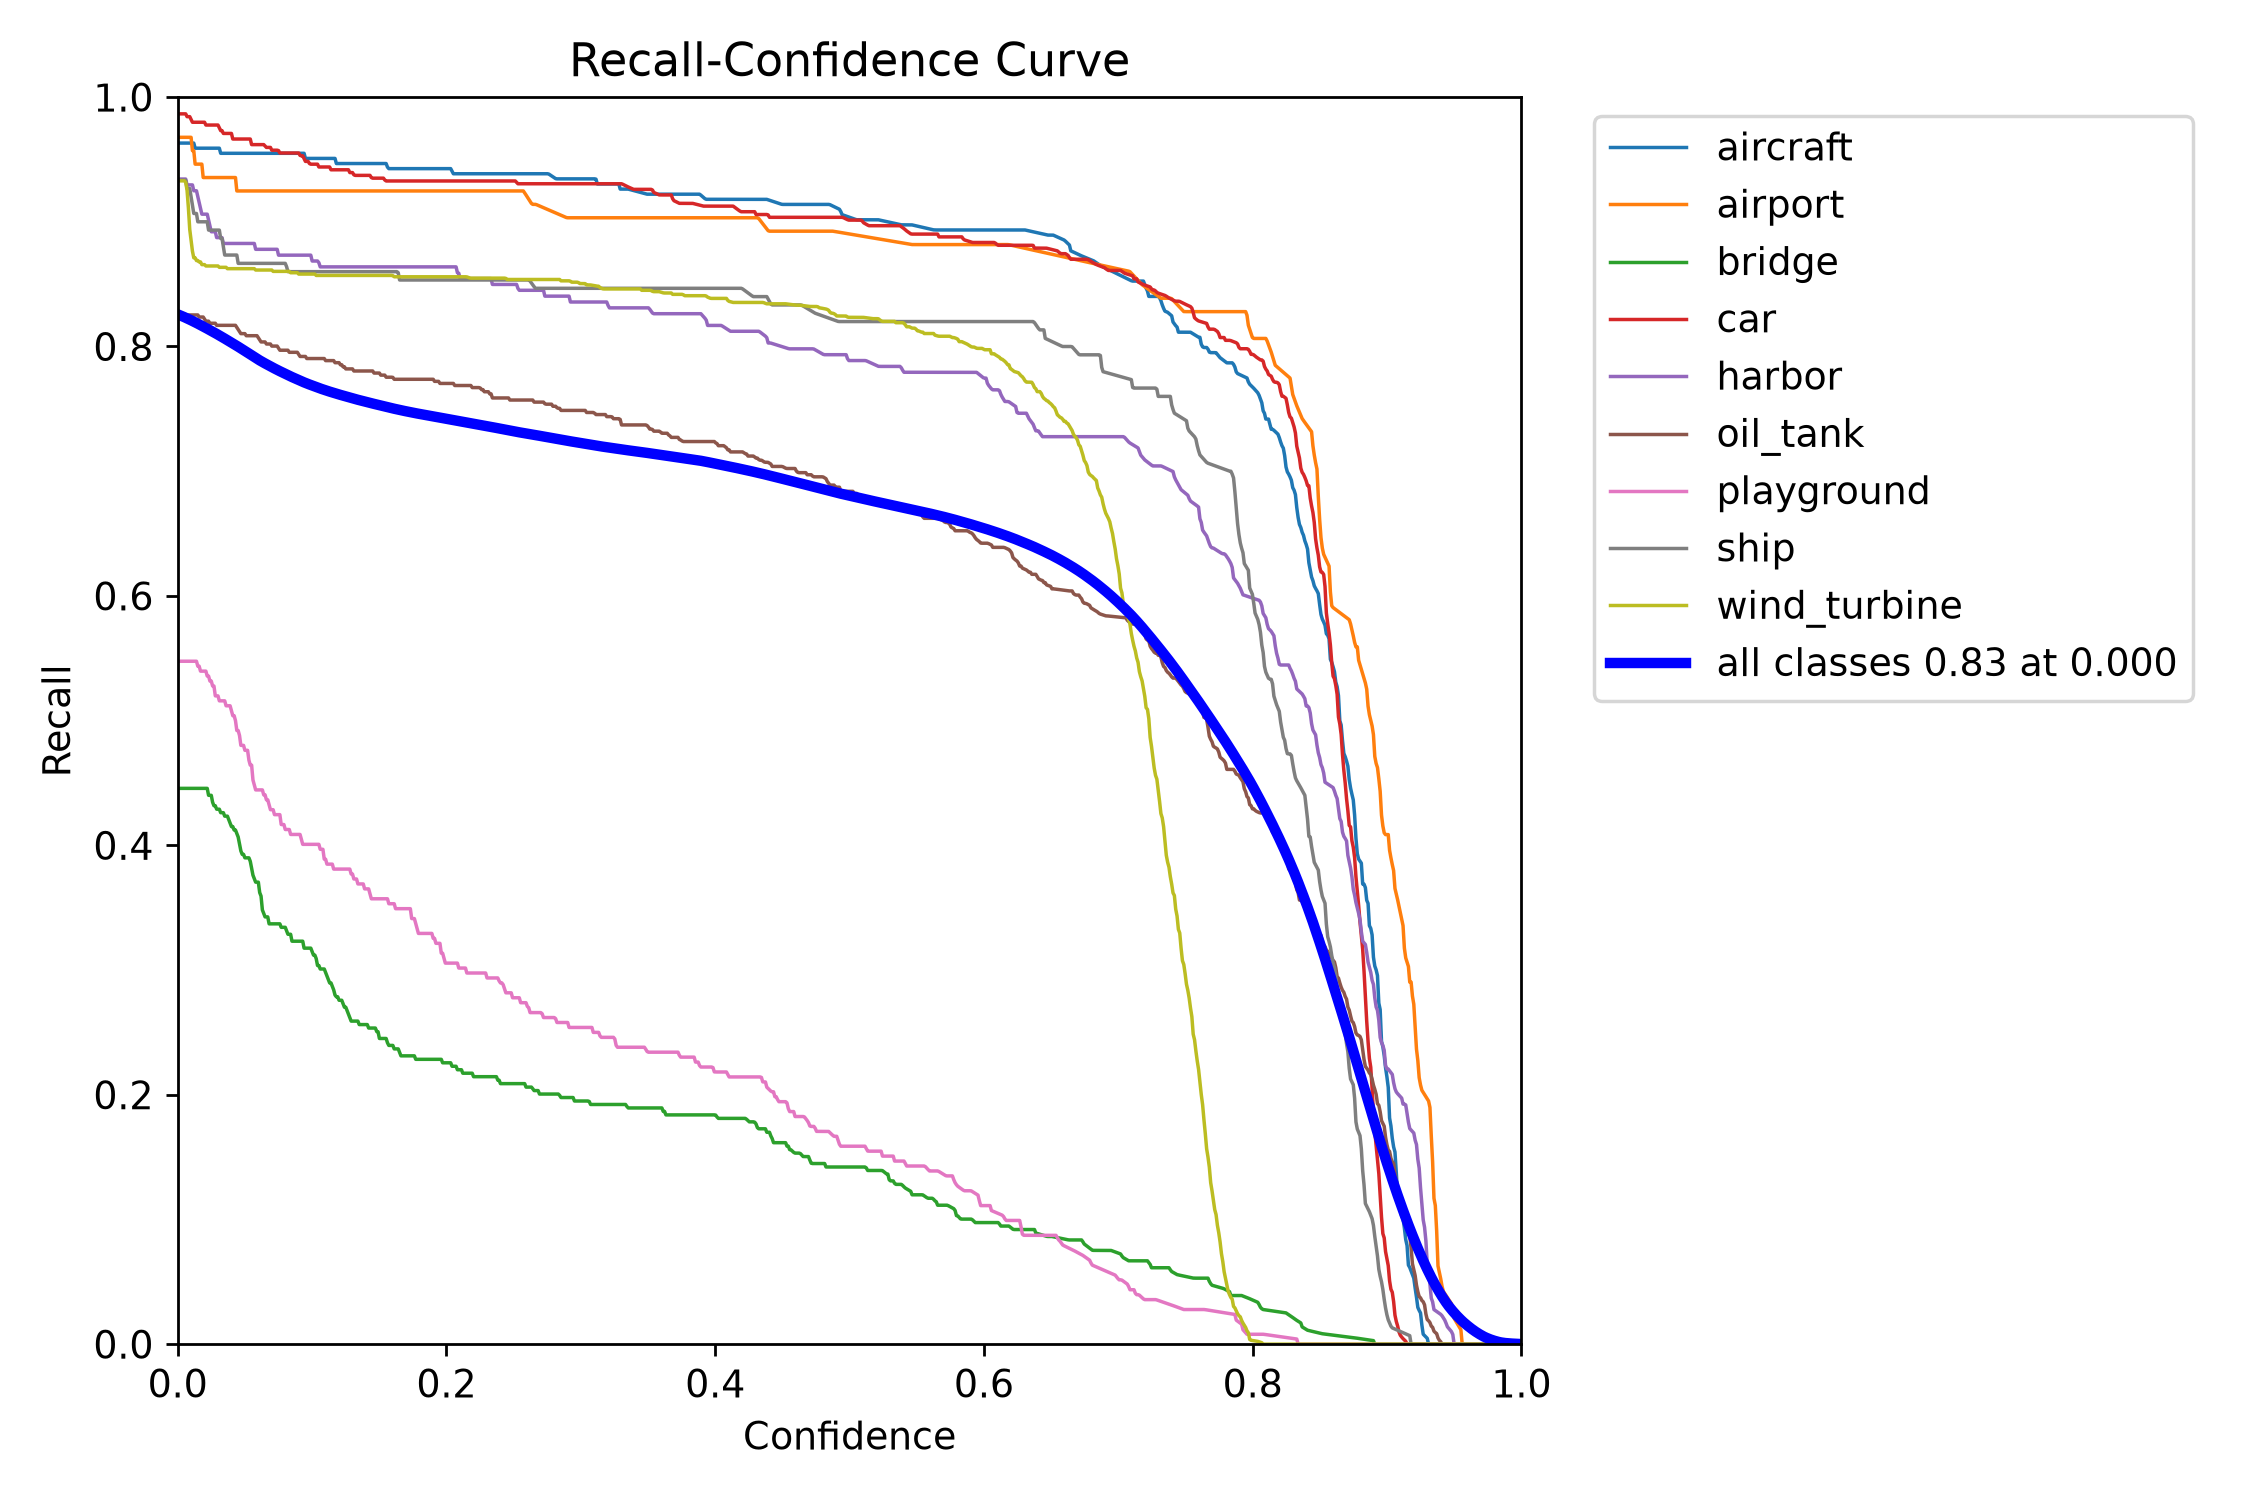 Recall-Confidence Curve
1.0
0.8
0.6
0.4
0.2
0.0
Recall
0.0 0.2 0.4 0.6 0.8 1.0
Confidence
aircraft
airport
bridge
car
harbor
oil_tank
playground
ship
wind_turbine
all classes 0.83 at 0.000